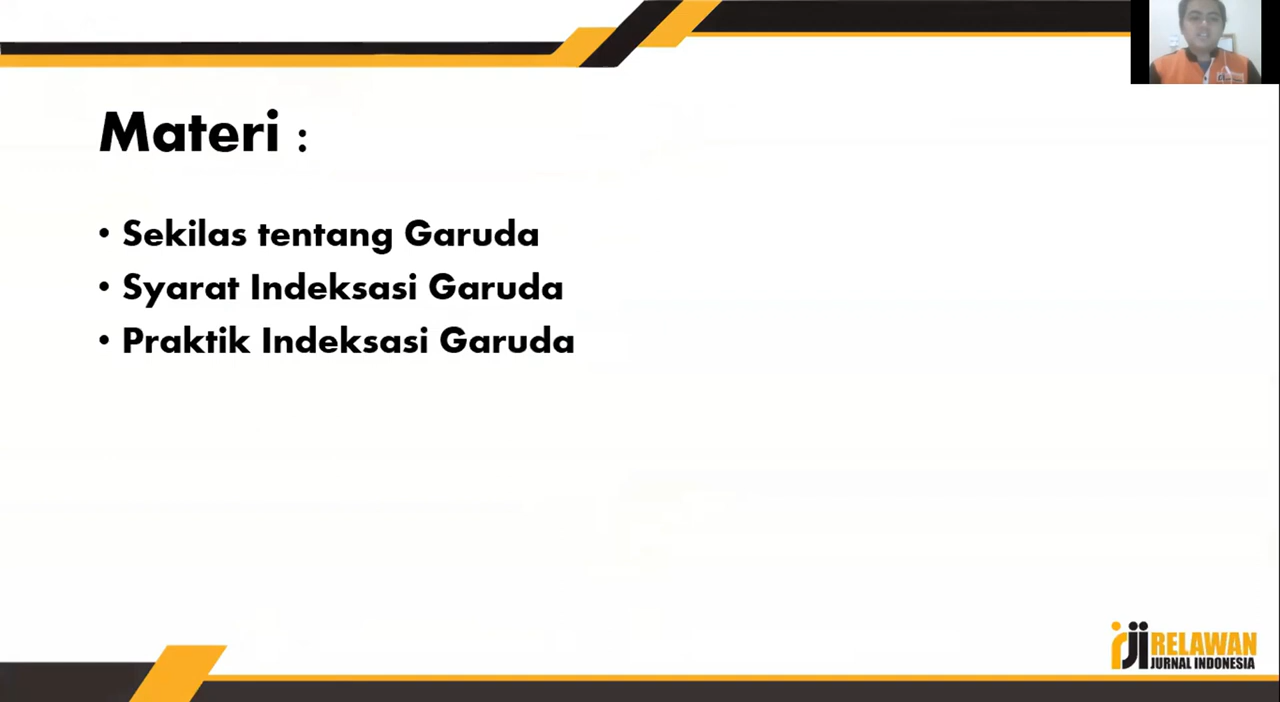 Materi :
• Sekilas tentang Garuda
• Syarat Indeksasi Garuda
• Praktik Indeksasi Garuda
RELAWAN
JURNAL INDONESIA